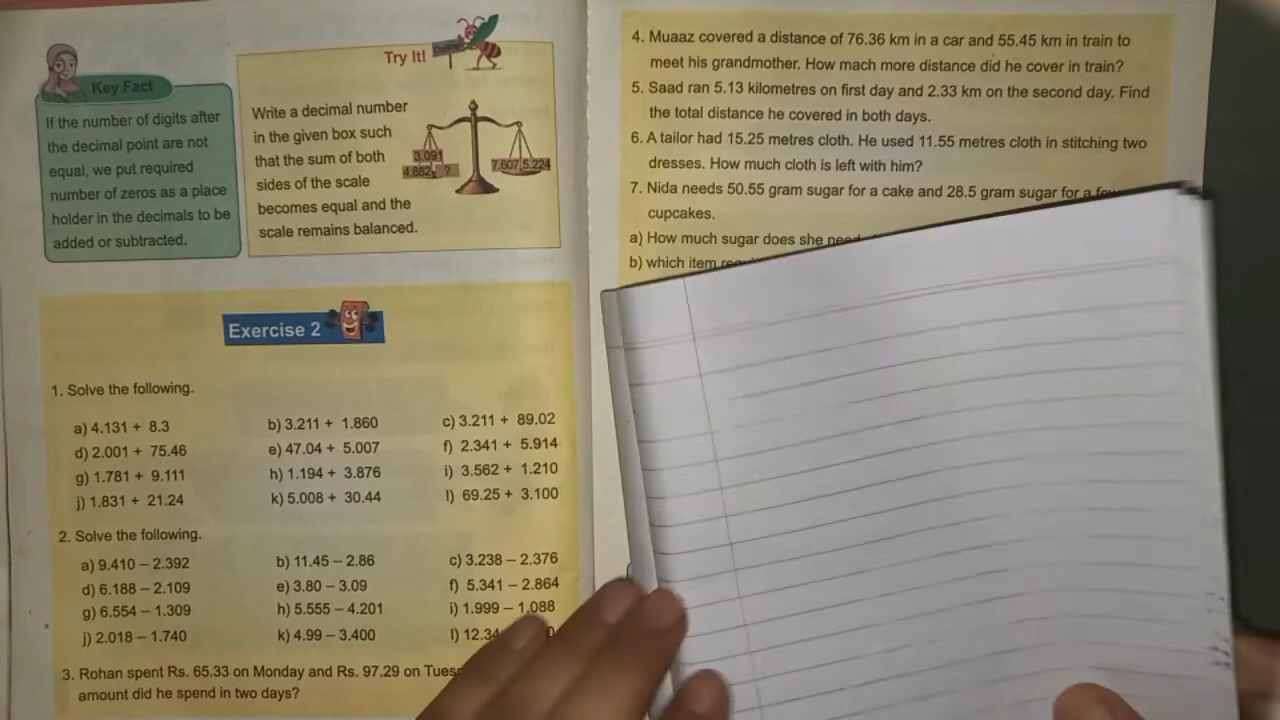 Key Fact
If the number of digits after
the decimal point are not
equal, we put required
number of zeros as a place
holder in the decimals to be
added or subtracted.
Try It!
Write a decimal number
in the given box such
that the sum of both
sides of the scale
becomes equal and the
scale remains balanced.
3.091
4.882, ?
7.607,5.224
Exercise 2
1. Solve the following.
a) 4.131 + 8.3
b) 3.211 + 1.860
c) 3.211 + 89.02
d) 2.001 + 75.46
e) 47.04 + 5.007
f) 2.341 + 5.914
g) 1.781 + 9.111
h) 1.194 + 3.876
i) 3.562 + 1.210
j) 1.831 + 21.24
k) 5.008 + 30.44
l) 69.25 + 3.100
2. Solve the following.
a) 9.410 – 2.392
b) 11.45 – 2.86
c) 3.238 – 2.376
d) 6.188 – 2.109
e) 3.80 – 3.09
f) 5.341 – 2.864
g) 6.554 – 1.309
h) 5.555 – 4.201
i) 1.999 – 1.088
j) 2.018 – 1.740
k) 4.99 – 3.400
l) 12.34
3. Rohan spent Rs. 65.33 on Monday and Rs. 97.29 on
amount did he spend in two days?
4. Muaaz covered a distance of 76.36 km in a car and 55.45 km in train to
meet his grandmother. How mach more distance did he cover in train?
5. Saad ran 5.13 kilometres on first day and 2.33 km on the second day. Find
the total distance he covered in both days.
6. A tailor had 15.25 metres cloth. He used 11.55 metres cloth in stitching two
dresses. How much cloth is left with him?
7. Nida needs 50.55 gram sugar for a cake and 28.5 gram sugar for a few
cupcakes.
a) How much sugar does she need
b) which item